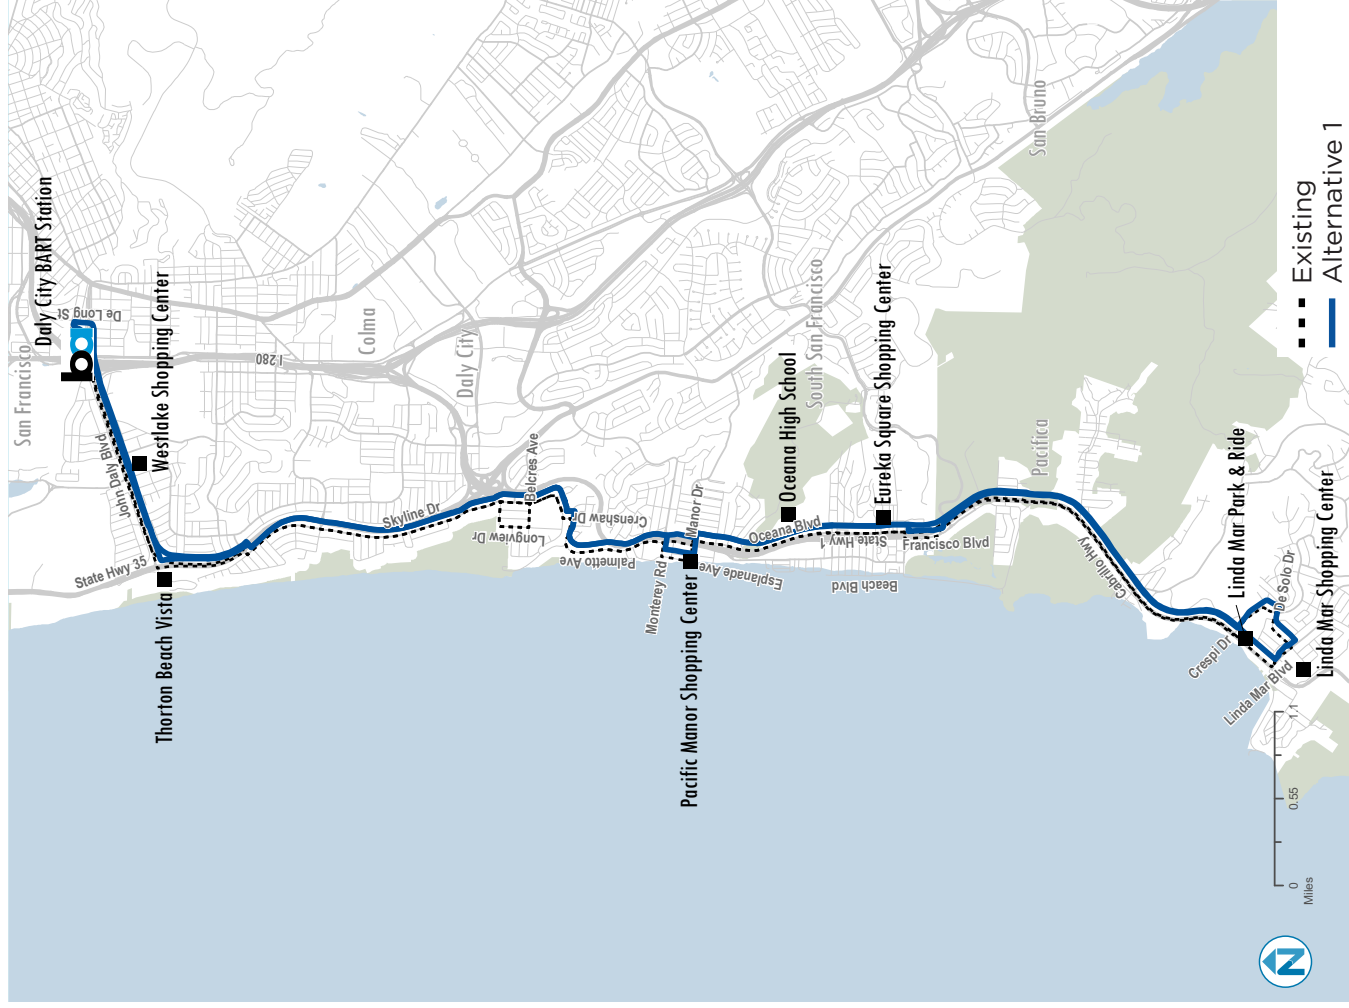 San Francisco
Daly City BART Station
De Long St
ba
Westlake Shopping Center
John Daly Blvd
I 280
Colma
State Hwy 35
Thorton Beach Vista
Skyline Dr
Daly City
Longview Dr
Belcres Ave
Crenshaw Dr
Palmetto Ave
Monterey Rd
Manor Dr
Pacific Manor Shopping Center
Esplanade Ave
Oceana Blvd
Oceana High School
South San Francisco
State Hwy 1
Beach Blvd
Eureka Square Shopping Center
Francisco Blvd
San Bruno
Pacifica
Cabrillo Hwy
Crespi Dr
Linda Mar Park & Ride
De Solo Dr
Linda Mar Blvd
Linda Mar Shopping Center
Existing
Alternative 1
0
0.55
1.1
Miles
N